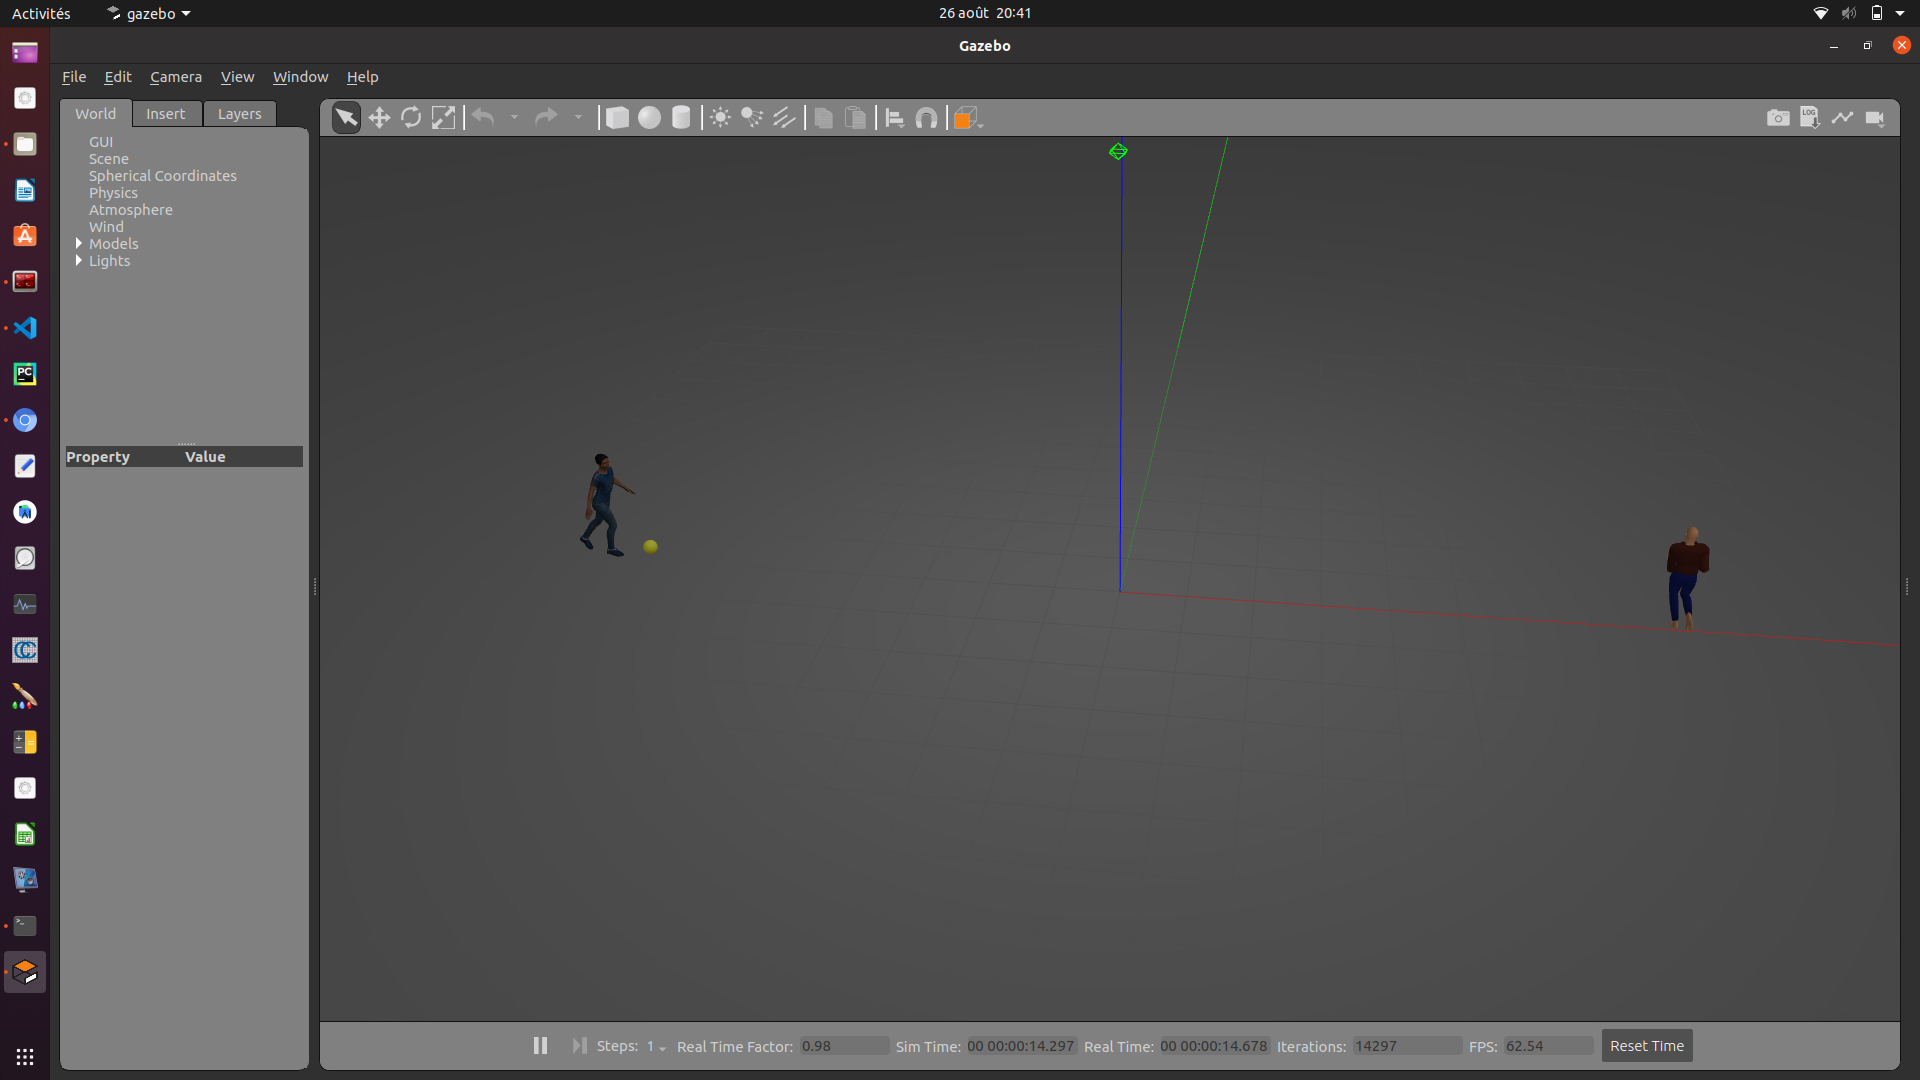 Activités gazebo 26 août 20:41
Gazebo
File Edit Camera View Window Help
World Insert Layers
GUI
Scene
Spherical Coordinates
Physics
Atmosphere
Wind
Models
Lights
Property Value
LOG
PC
Steps: 1 Real Time Factor: 0.98 Sim Time: 00 00:00:14.297 Real Time: 00 00:00:14.678 Iterations: 14297 FPS: 62.54 Reset Time